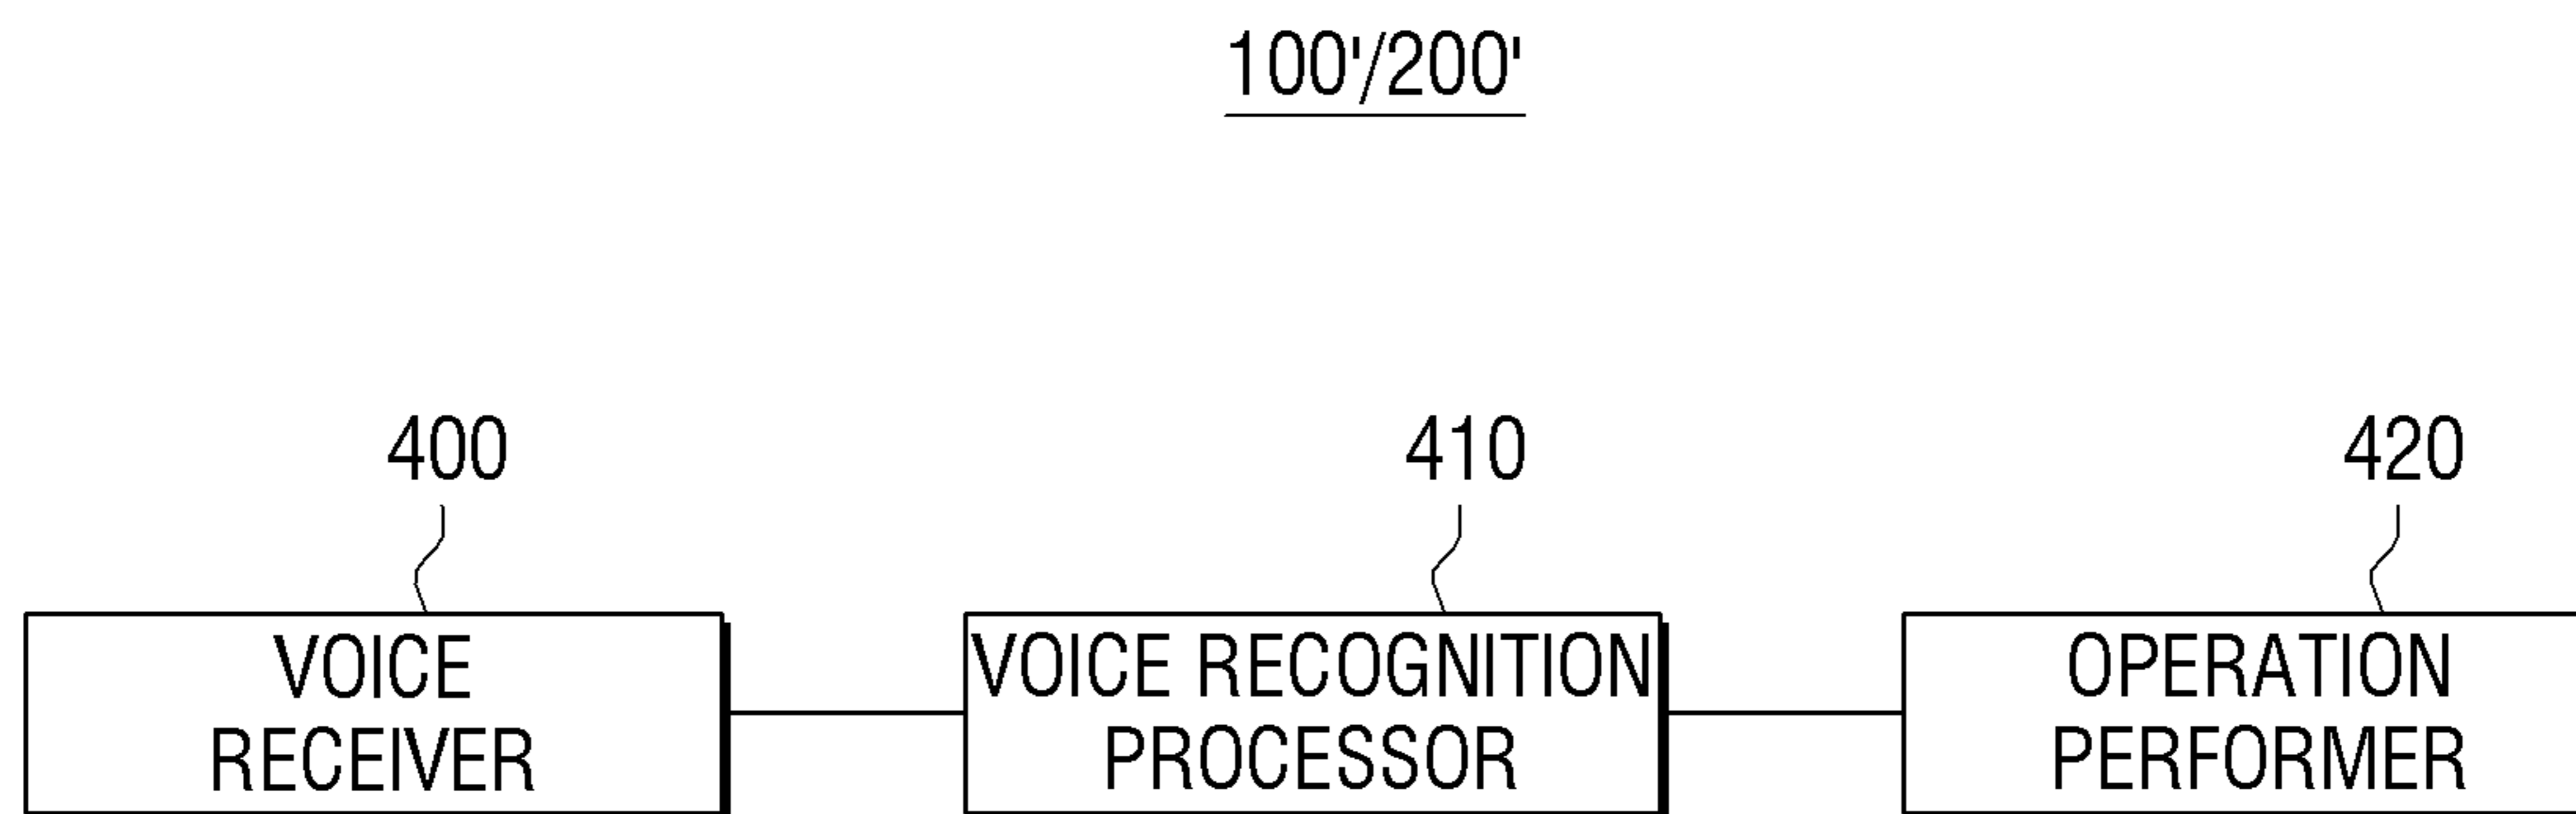 100'/200'
400
410
420
VOICE
RECEIVER
VOICE RECOGNITION
PROCESSOR
OPERATION
PERFORMER